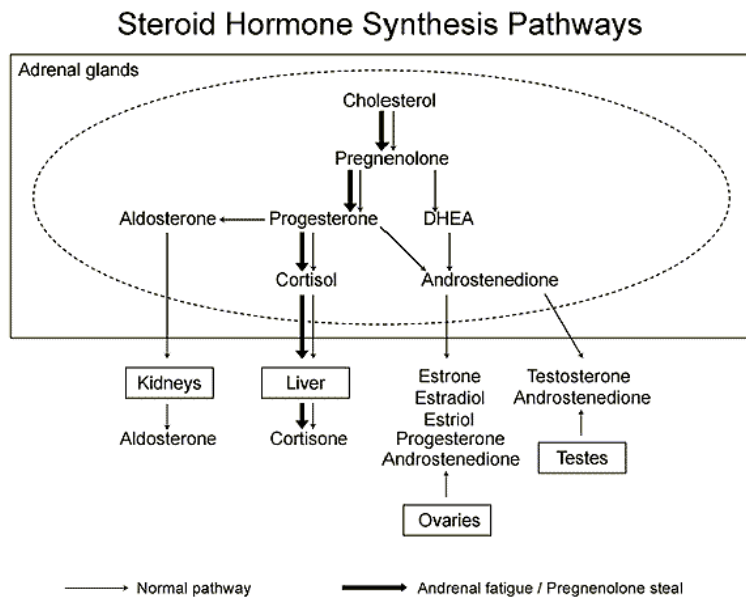 Steroid Hormone Synthesis Pathways
Adrenal glands
Cholesterol
Pregnenolone
Aldosterone
Progesterone
DHEA
Cortisol
Androstenedione
Kidneys
Liver
Estrone
Estradiol
Estriol
Progesterone
Androstenedione
Testosterone
Androstenedione
Aldosterone
Cortisone
Testes
Ovaries
Normal pathway
Andrenal fatigue / Pregnenolone steal